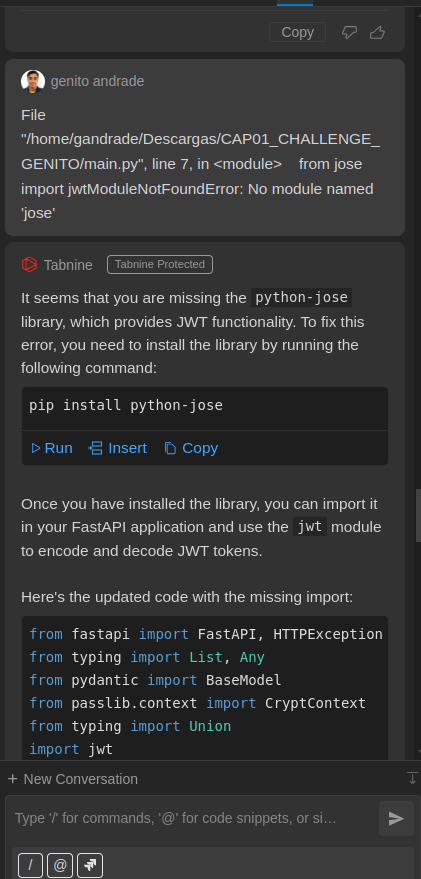 Copy
genito andrade
File
"/home/gandrade/Descargas/CAP01_CHALLENGE_
GENITO/main.py", line 7, in <module>    from jose
import jwtModuleNotFoundError: No module named
'jose'
Tabnine Tabnine Protected
It seems that you are missing the python-jose
library, which provides JWT functionality. To fix this
error, you need to install the library by running the
following command:
pip install python-jose
Run Insert Copy
Once you have installed the library, you can import it
in your FastAPI application and use the jwt module
to encode and decode JWT tokens.
Here's the updated code with the missing import:
from fastapi import FastAPI, HTTPException
from typing import List, Any
from pydantic import BaseModel
from passlib.context import CryptContext
from typing import Union
import jwt
+ New Conversation
Type '/' for commands, '@' for code snippets, or si…
/ @